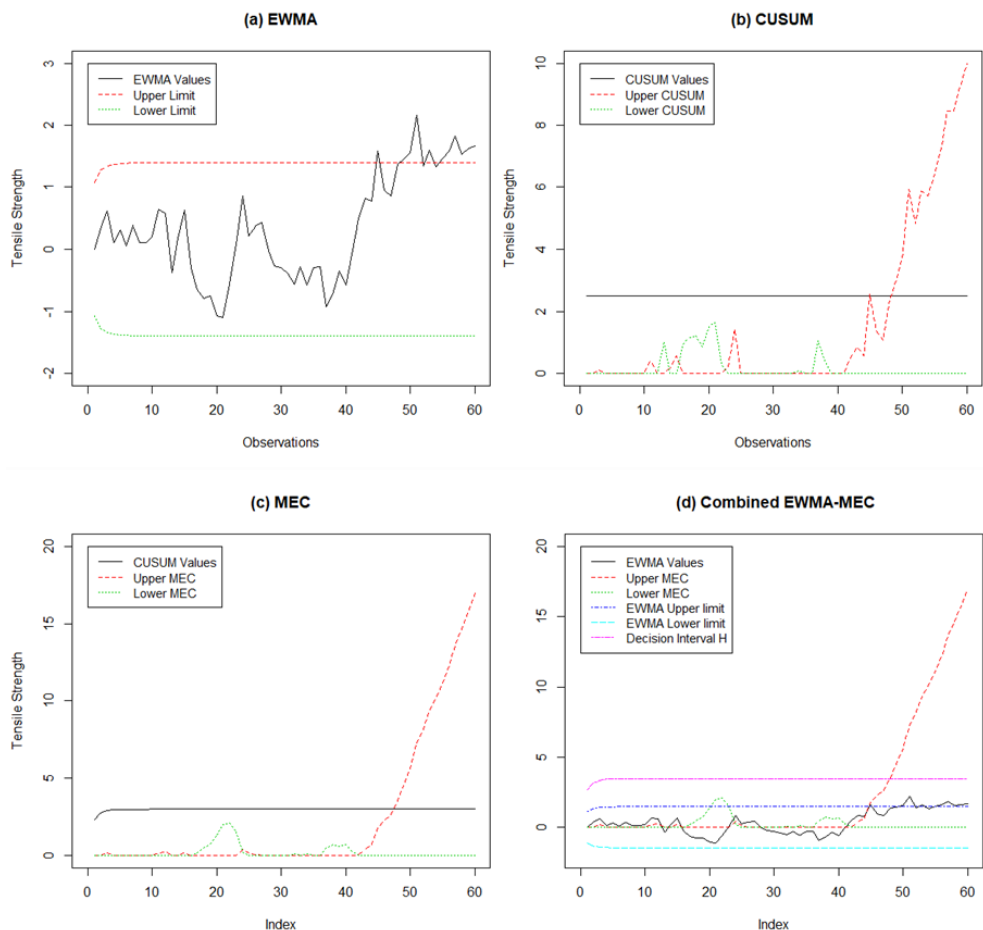 (a) EWMA
3
2
1
0
-1
-2
Tensile Strength
EWMA Values
Upper Limit
Lower Limit
0 10 20 30 40 50 60
Observations
(b) CUSUM
10
8
6
4
2
0
Tensile Strength
CUSUM Values
Upper CUSUM
Lower CUSUM
0 10 20 30 40 50 60
Observations
(c) MEC
20
15
10
5
0
Tensile Strength
CUSUM Values
Upper MEC
Lower MEC
0 10 20 30 40 50 60
Index
(d) Combined EWMA-MEC
20
15
10
5
0
Tensile Strength
EWMA Values
Upper MEC
Lower MEC
EWMA Upper limit
EWMA Lower limit
Decision Interval H
0 10 20 30 40 50 60
Index